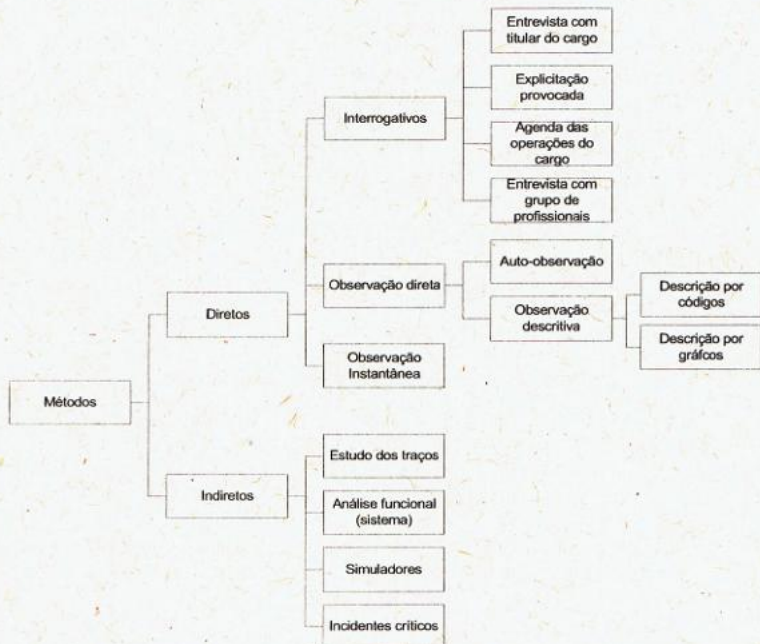 Entrevista com
titular do cargo
Explicitação
provocada
Interrogativos
Agenda das
operações do
cargo
Entrevista com
grupo de
profissionais
Auto-observação
Observação direta
Observação
descritiva
Descrição por
códigos
Descrição por
gráfcos
Diretos
Observação
Instantânea
Métodos
Estudo dos traços
Indiretos
Análise funcional
(sistema)
Simuladores
Incidentes críticos